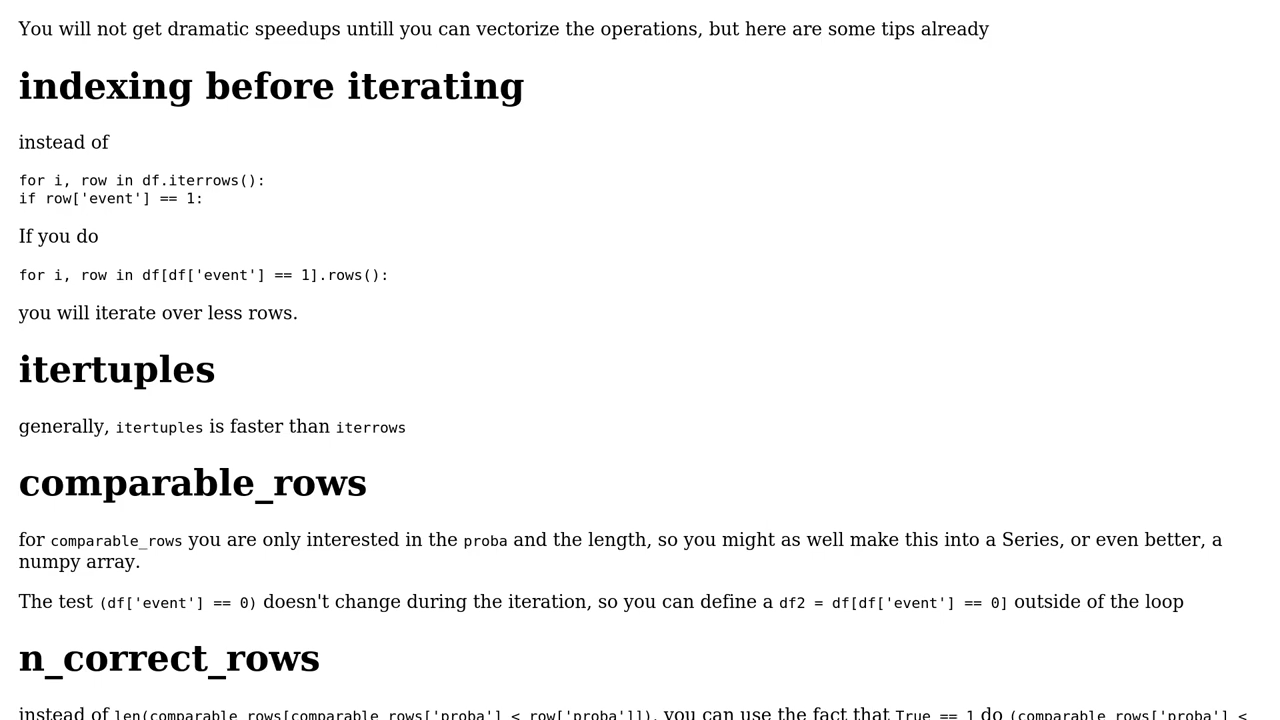 You will not get dramatic speedups untill you can vectorize the operations, but here are some tips already
indexing before iterating
instead of
for i, row in df.iterrows():
if row['event'] == 1:
If you do
for i, row in df[df['event'] == 1].rows():
you will iterate over less rows.
itertuples
generally, itertuples is faster than iterrows
comparable_rows
for comparable_rows you are only interested in the proba and the length, so you might as well make this into a Series, or even better, a
numpy array.
The test (df['event'] == 0) doesn't change during the iteration, so you can define a df2 = df[df['event'] == 0] outside of the loop
n_correct_rows
instead of len(comparable_rows[comparable_rows['proba'] < row['proba']]), you can use the fact that True == 1 do (comparable_rows['proba'] <